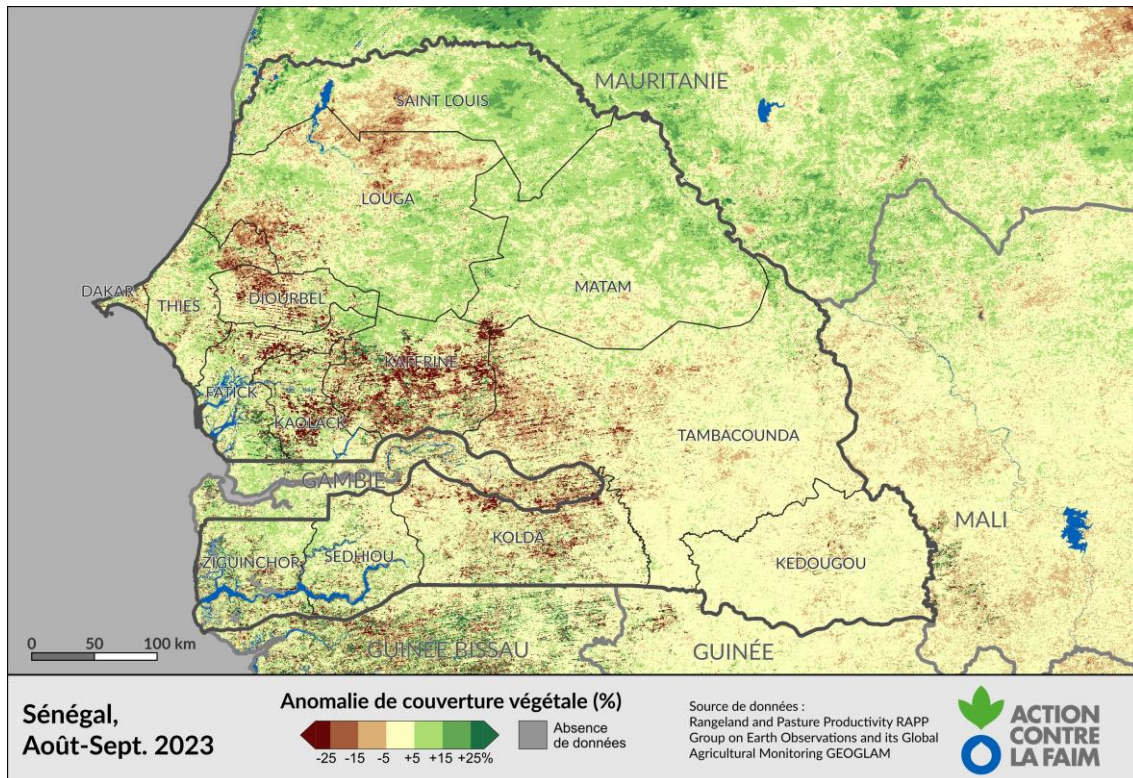 MAURITANIE
SAINT LOUIS
LOUGA
DAKAR
THIES
DIOURBEL
MATAM
KAFFRINE
FATICK
KAOLACK
TAMBACOUNDA
GAMBIE
MALI
KOLDA
ZIGUINCHOR
SEDHIOU
KEDOUGOU
GUINÉE BISSAU
GUINÉE
0 50 100 km
Sénégal,
Août-Sept. 2023
Anomalie de couverture végétale (%)
-25 -15 -5 +5 +15 +25%
Absence
de données
Source de données :
Rangeland and Pasture Productivity RAPP
Group on Earth Observations and its Global
Agricultural Monitoring GEOGLAM
ACTION
CONTRE
LA FAIM